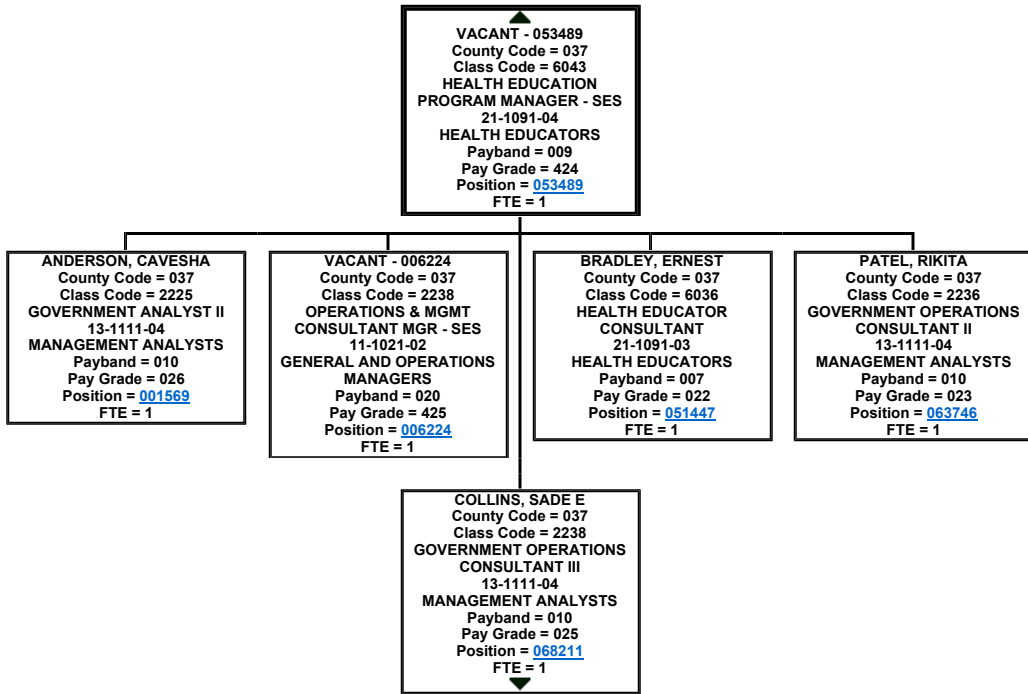 VACANT - 053489
County Code = 037
Class Code = 6043
HEALTH EDUCATION
PROGRAM MANAGER - SES
21-1091-04
HEALTH EDUCATORS
Payband = 009
Pay Grade = 424
Position = 053489
FTE = 1
ANDERSON, CAVESHA
County Code = 037
Class Code = 2225
GOVERNMENT ANALYST II
13-1111-04
MANAGEMENT ANALYSTS
Payband = 010
Pay Grade = 026
Position = 001569
FTE = 1
VACANT - 006224
County Code = 037
Class Code = 2238
OPERATIONS & MGMT
CONSULTANT MGR - SES
11-1021-02
GENERAL AND OPERATIONS
MANAGERS
Payband = 020
Pay Grade = 425
Position = 006224
FTE = 1
BRADLEY, ERNEST
County Code = 037
Class Code = 6036
HEALTH EDUCATOR
CONSULTANT
21-1091-03
HEALTH EDUCATORS
Payband = 007
Pay Grade = 022
Position = 051447
FTE = 1
PATEL, RIKITA
County Code = 037
Class Code = 2236
GOVERNMENT OPERATIONS
CONSULTANT II
13-1111-04
MANAGEMENT ANALYSTS
Payband = 010
Pay Grade = 023
Position = 063746
FTE = 1
COLLINS, SADE E
County Code = 037
Class Code = 2238
GOVERNMENT OPERATIONS
CONSULTANT III
13-1111-04
MANAGEMENT ANALYSTS
Payband = 010
Pay Grade = 025
Position = 068211
FTE = 1